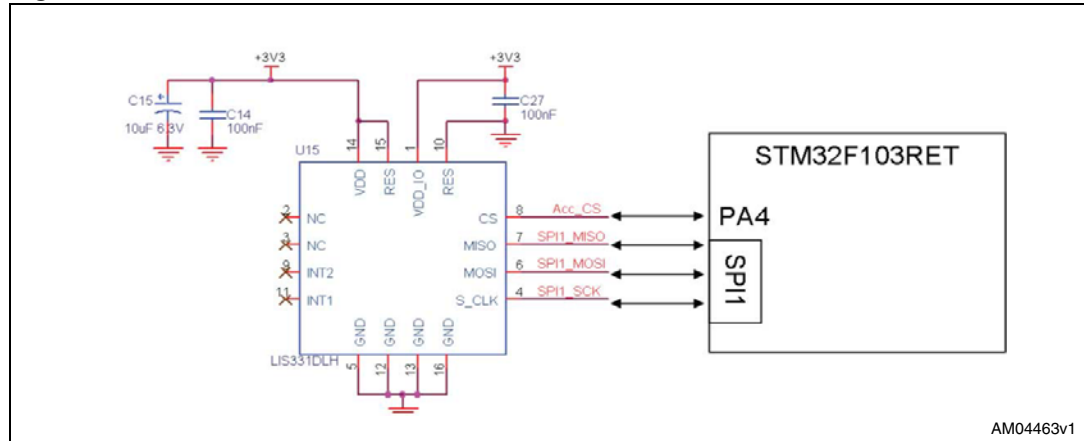 +3V3
+3V3
C15
+
C14
C27
10uF 6.3V
100nF
100nF
U15
14
15
1
10
VDD
RES
VDD_IO
RES
STM32F103RET
2
NC
CS
8
Acc_CS
PA4
3
NC
MISO
7
SPI1_MISO
9
INT2
MOSI
6
SPI1_MOSI
SPI1
11
INT1
S_CLK
4
SPI1_SCK
GND
GND
GND
GND
LIS331DLH
5
12
13
16
AM04463v1